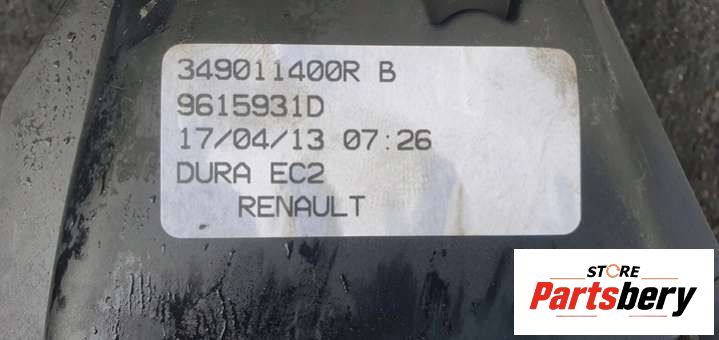 349011400R B
9615931D
17/04/13 07:26
DURA EC2
RENAULT
STORE
Partsbery